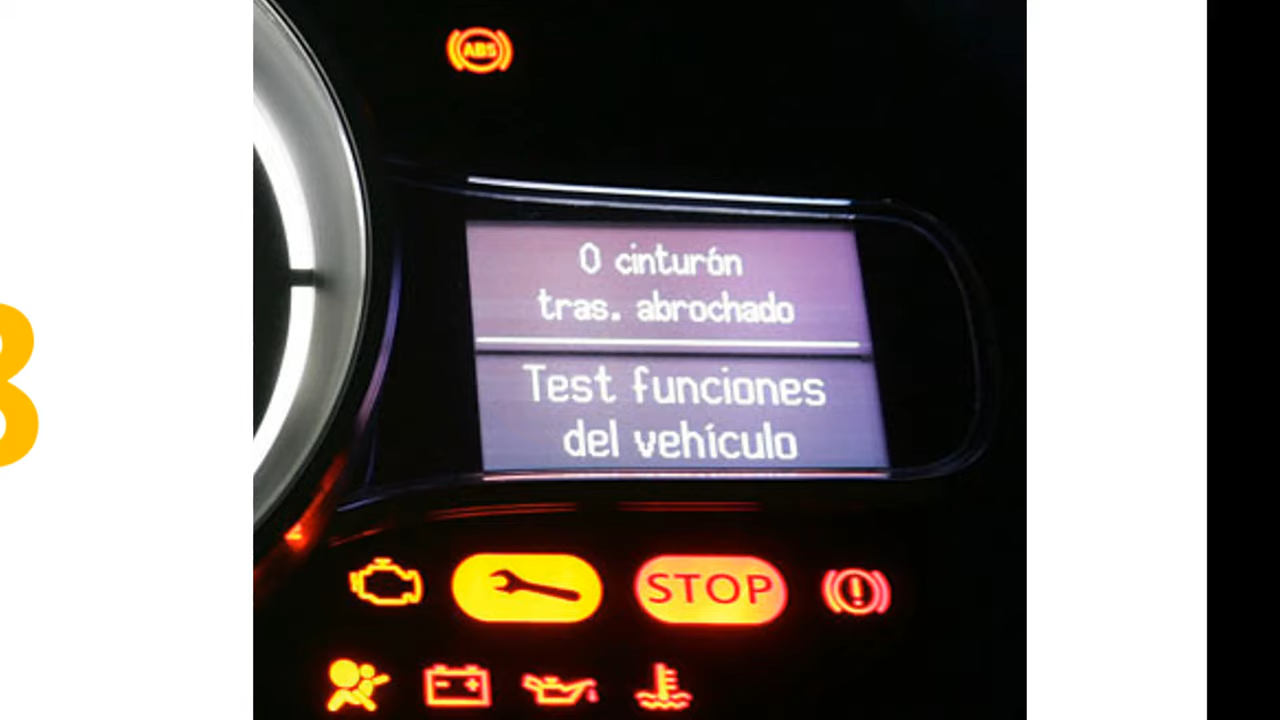 ABS
0 cinturón
tras. abrochado
Test funciones
del vehículo
STOP